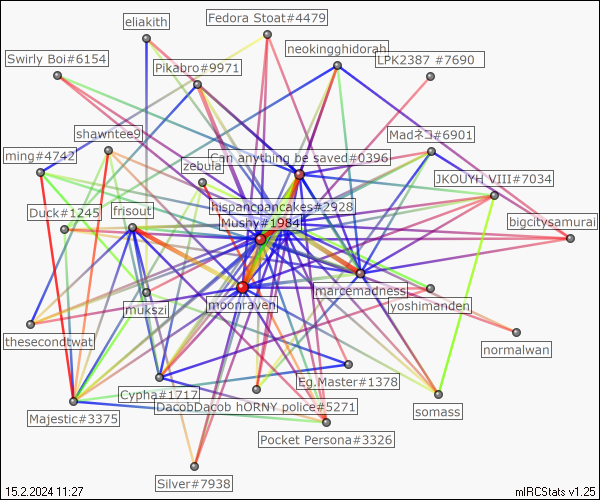 eliakith
Fedora Stoat#4479
neokingghidorah
Swirly Boi#6154
Pikabro#9971
LPK2387 #7690
shawntee9
Madネコ#6901
ming#4742
zebula
Can anything be saved#0396
JKOUYH VIII#7034
Duck#1245
frisout
hispancpancakes#2928
Mushy#1984
bigcitysamurai
mukszi
moonraven
marcemadness
yoshimanden
thesecondtwat
normalwan
Eg.Master#1378
Majestic#3375
Cypha#1717
DacobDacob hORNY police#5271
somass
Pocket Persona#3326
Silver#7938
15.2.2024 11:27
mIRCStats v1.25